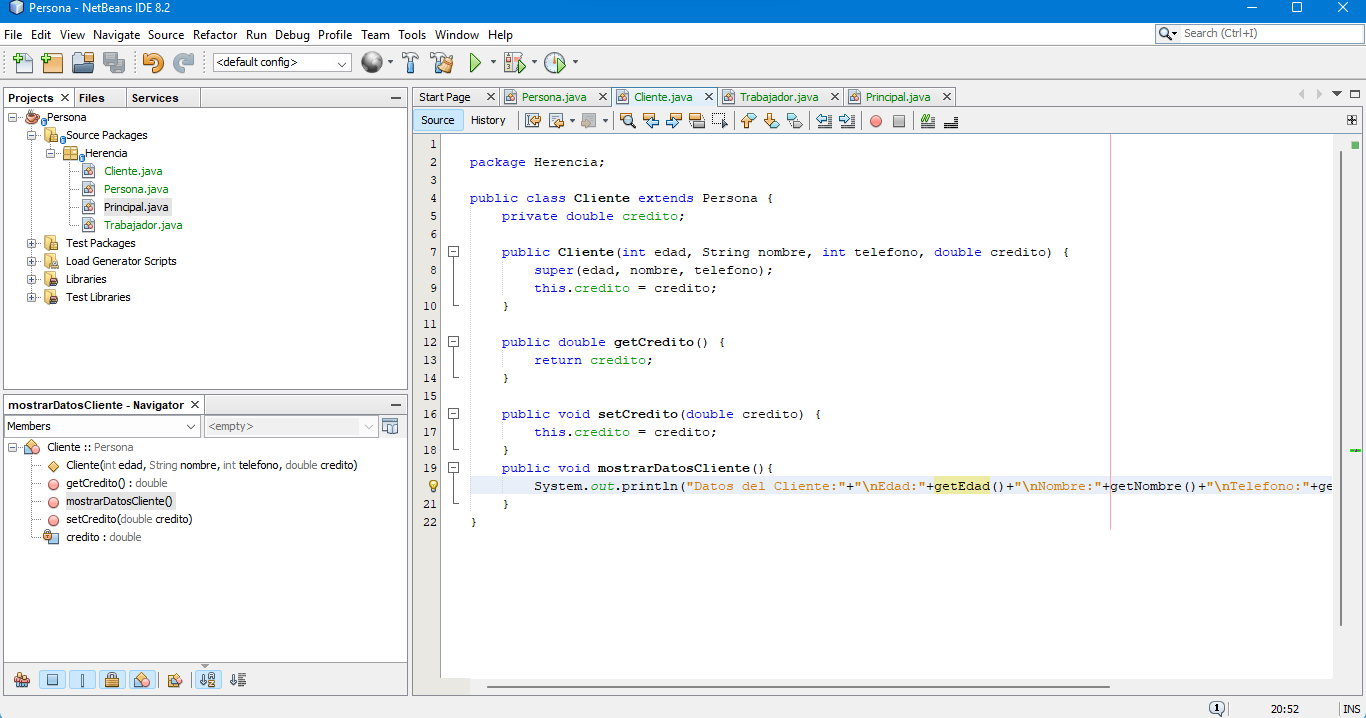 Persona - NetBeans IDE 8.2
File Edit View Navigate Source Refactor Run Debug Profile Team Tools Window Help
Search (Ctrl+I)
<default config>
Projects Files Services
Persona
Source Packages
Herencia
Cliente.java
Persona.java
Principal.java
Trabajador.java
Test Packages
Load Generator Scripts
Libraries
Test Libraries
mostrarDatosCliente - Navigator
Members <empty>
Cliente :: Persona
Cliente(int edad, String nombre, int telefono, double credito)
getCredito() : double
mostrarDatosCliente()
setCredito(double credito)
credito : double
Start Page Persona.java Cliente.java Trabajador.java Principal.java
Source History
1
2 package Herencia;
3
4 public class Cliente extends Persona {
5 private double credito;
6
7 public Cliente(int edad, String nombre, int telefono, double credito) {
8 super(edad, nombre, telefono);
9 this.credito = credito;
10 }
11
12 public double getCredito() {
13 return credito;
14 }
15
16 public void setCredito(double credito) {
17 this.credito = credito;
18 }
19 public void mostrarDatosCliente(){
System.out.println("Datos del Cliente:"+"\nEdad:"+getEdad()+"\nNombre:"+getNombre()+"\nTelefono:"+ge
21 }
22 }
1 20:52 INS